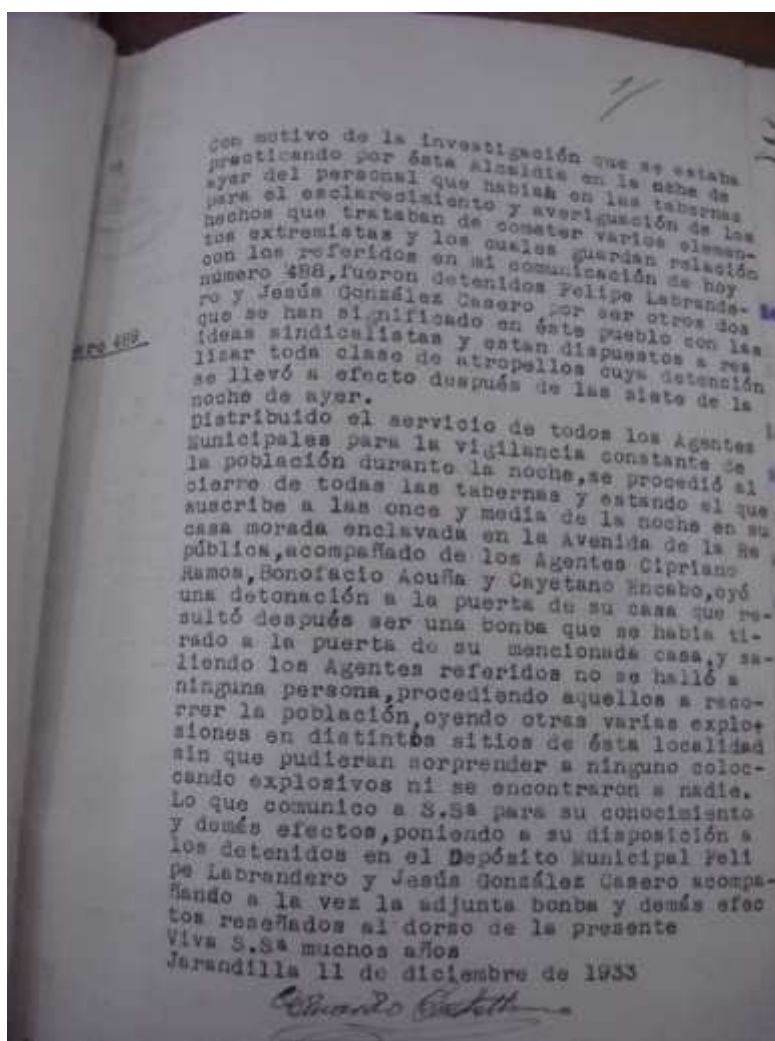 1/
con motivo de la investigación que se estaba
practicando por ésta Alcaldia en la nohe de
ayer del personal que habiaa en las tabernas
para el esclarecimiento y averiguación de los
hechos que trataban de cometer varios elemen-
tos extremistas y los cuales guardan relación
con los referidos en mi comunicación de hoy
número 488,fueron detenidos Felipe Labrande-
ro y Jesús González Casero por ser otros dos
que se han significado en éste pueblo con las
ideas sindicalistas y estan dispuestos a rea
lizar toda clase de atropellos cuya detención
se llevó a efecto después de las siete de la
noche de ayer.
489
Distribuido el servicio de todos los Agentes
Municipales para la vigilancia constante de
la población durante la noche,se procedió al
cierre de todas las tabernas y estando el que
suscribe a las once y media de la noche en su
casa morada enclavada en la Avenida de la Re
pública,acompañado de los Agentes Cipriano
Ramos,Bonofacio Acuña y Cayetano Encabo,oyó
una detonación a la puerta de su casa que re-
sultó después ser una bonba que se habia ti-
rado a la puerta de su mencionada casa,y sa-
liendo los Agentes referidos no se halló a
ninguna persona,procediendo aquellos a reco-
rrer la población,oyendo otras varias explo-
siones en distintos sitios de ésta localidad
sin que pudieran sorprender a ninguno coloc-
cando explosivos ni se encontraron a nadie.
Lo que comunico a S.Sª para su conocimiento
y demás efectos,poniendo a su disposición a
los detenidos en el Depósito Municipal Feli
pe Labrandero y Jesús González Casero acompa-
ñando a la vez la adjunta bonba y demás efec
tos reseñados al dorso de la presente
Viva S.Sª muchos años
Jarandilla 11 de diciembre de 1933